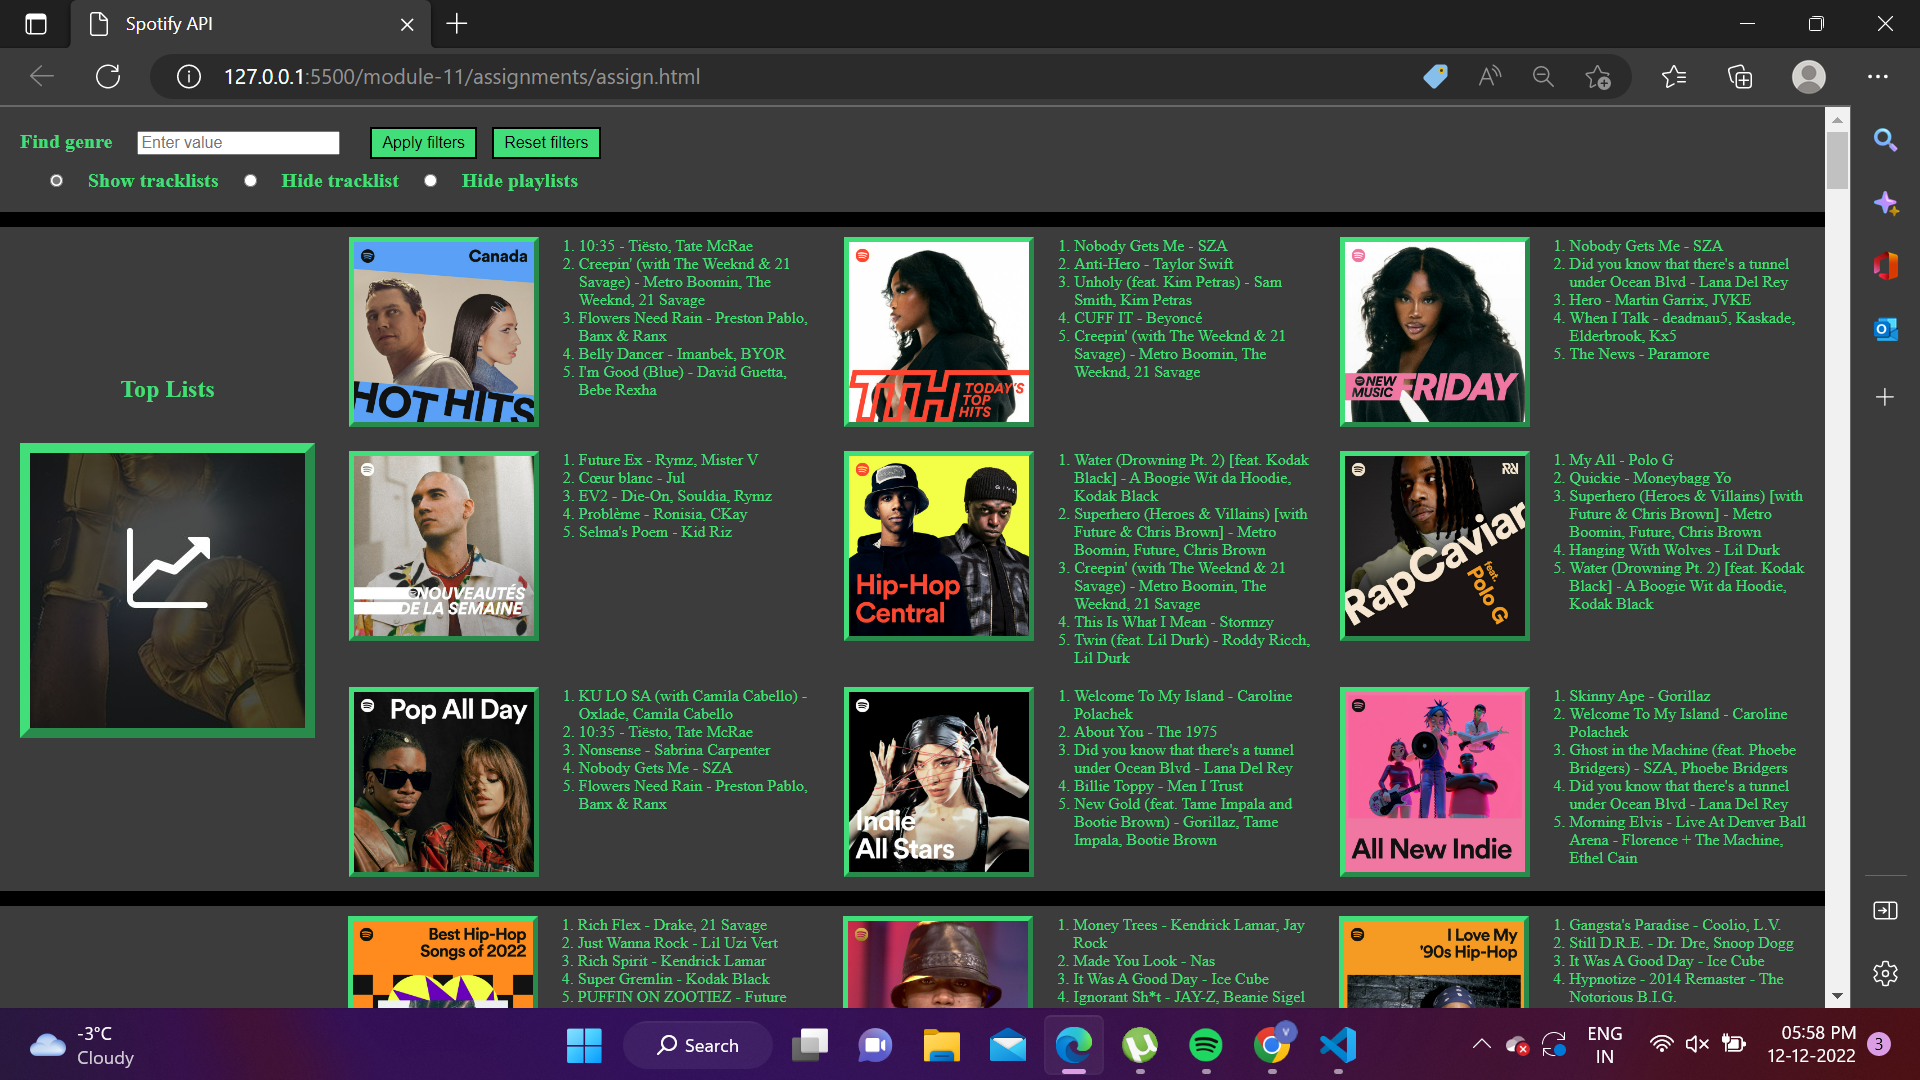 Spotify API
127.0.0.1:5500/module-11/assignments/assign.html
Find genre
Enter value
Apply filters
Reset filters
Show tracklists
Hide tracklist
Hide playlists
Top Lists
Canada
HOT HITS
1. 10:35 - Tiësto, Tate McRae
2. Creepin' (with The Weeknd & 21
Savage) - Metro Boomin, The
Weeknd, 21 Savage
3. Flowers Need Rain - Preston Pablo,
Banx & Ranx
4. Belly Dancer - Imanbek, BYOR
5. I'm Good (Blue) - David Guetta,
Bebe Rexha
TTH
TODAY'S
TOP
HITS
1. Nobody Gets Me - SZA
2. Anti-Hero - Taylor Swift
3. Unholy (feat. Kim Petras) - Sam
Smith, Kim Petras
4. CUFF IT - Beyoncé
5. Creepin' (with The Weeknd & 21
Savage) - Metro Boomin, The
Weeknd, 21 Savage
NEW
MUSIC
FRIDAY
1. Nobody Gets Me - SZA
2. Did you know that there's a tunnel
under Ocean Blvd - Lana Del Rey
3. Hero - Martin Garrix, JVKE
4. When I Talk - deadmau5, Kaskade,
Elderbrook, Kx5
5. The News - Paramore
NOUVEAUTÉS
DE LA SEMAINE
1. Future Ex - Rymz, Mister V
2. Cœur blanc - Jul
3. EV2 - Die-On, Souldia, Rymz
4. Problème - Ronisia, CKay
5. Selma's Poem - Kid Riz
Hip-Hop
Central
1. Water (Drowning Pt. 2) [feat. Kodak
Black] - A Boogie Wit da Hoodie,
Kodak Black
2. Superhero (Heroes & Villains) [with
Future & Chris Brown] - Metro
Boomin, Future, Chris Brown
3. Creepin' (with The Weeknd & 21
Savage) - Metro Boomin, The
Weeknd, 21 Savage
4. This Is What I Mean - Stormzy
5. Twin (feat. Lil Durk) - Roddy Ricch,
Lil Durk
RapCaviar
feat.
Polo G
1. My All - Polo G
2. Quickie - Moneybagg Yo
3. Superhero (Heroes & Villains) [with
Future & Chris Brown] - Metro
Boomin, Future, Chris Brown
4. Hanging With Wolves - Lil Durk
5. Water (Drowning Pt. 2) [feat. Kodak
Black] - A Boogie Wit da Hoodie,
Kodak Black
Pop All Day
1. KU LO SA (with Camila Cabello) -
Oxlade, Camila Cabello
2. 10:35 - Tiësto, Tate McRae
3. Nonsense - Sabrina Carpenter
4. Nobody Gets Me - SZA
5. Flowers Need Rain - Preston Pablo,
Banx & Ranx
Indie
All Stars
1. Welcome To My Island - Caroline
Polachek
2. About You - The 1975
3. Did you know that there's a tunnel
under Ocean Blvd - Lana Del Rey
4. Billie Toppy - Men I Trust
5. New Gold (feat. Tame Impala and
Bootie Brown) - Gorillaz, Tame
Impala, Bootie Brown
All New Indie
1. Skinny Ape - Gorillaz
2. Welcome To My Island - Caroline
Polachek
3. Ghost in the Machine (feat. Phoebe
Bridgers) - SZA, Phoebe Bridgers
4. Did you know that there's a tunnel
under Ocean Blvd - Lana Del Rey
5. Morning Elvis - Live At Denver Ball
Arena - Florence + The Machine,
Ethel Cain
Best Hip-Hop
Songs of 2022
1. Rich Flex - Drake, 21 Savage
2. Just Wanna Rock - Lil Uzi Vert
3. Rich Spirit - Kendrick Lamar
4. Super Gremlin - Kodak Black
5. PUFFIN ON ZOOTIEZ - Future
1. Money Trees - Kendrick Lamar, Jay
Rock
2. Made You Look - Nas
3. It Was A Good Day - Ice Cube
4. Ignorant Sh*t - JAY-Z, Beanie Sigel
I Love My
'90s Hip-Hop
1. Gangsta's Paradise - Coolio, L.V.
2. Still D.R.E. - Dr. Dre, Snoop Dogg
3. It Was A Good Day - Ice Cube
4. Hypnotize - 2014 Remaster - The
Notorious B.I.G.
-3°C
Cloudy
Search
V
ENG
IN
05:58 PM
12-12-2022
3